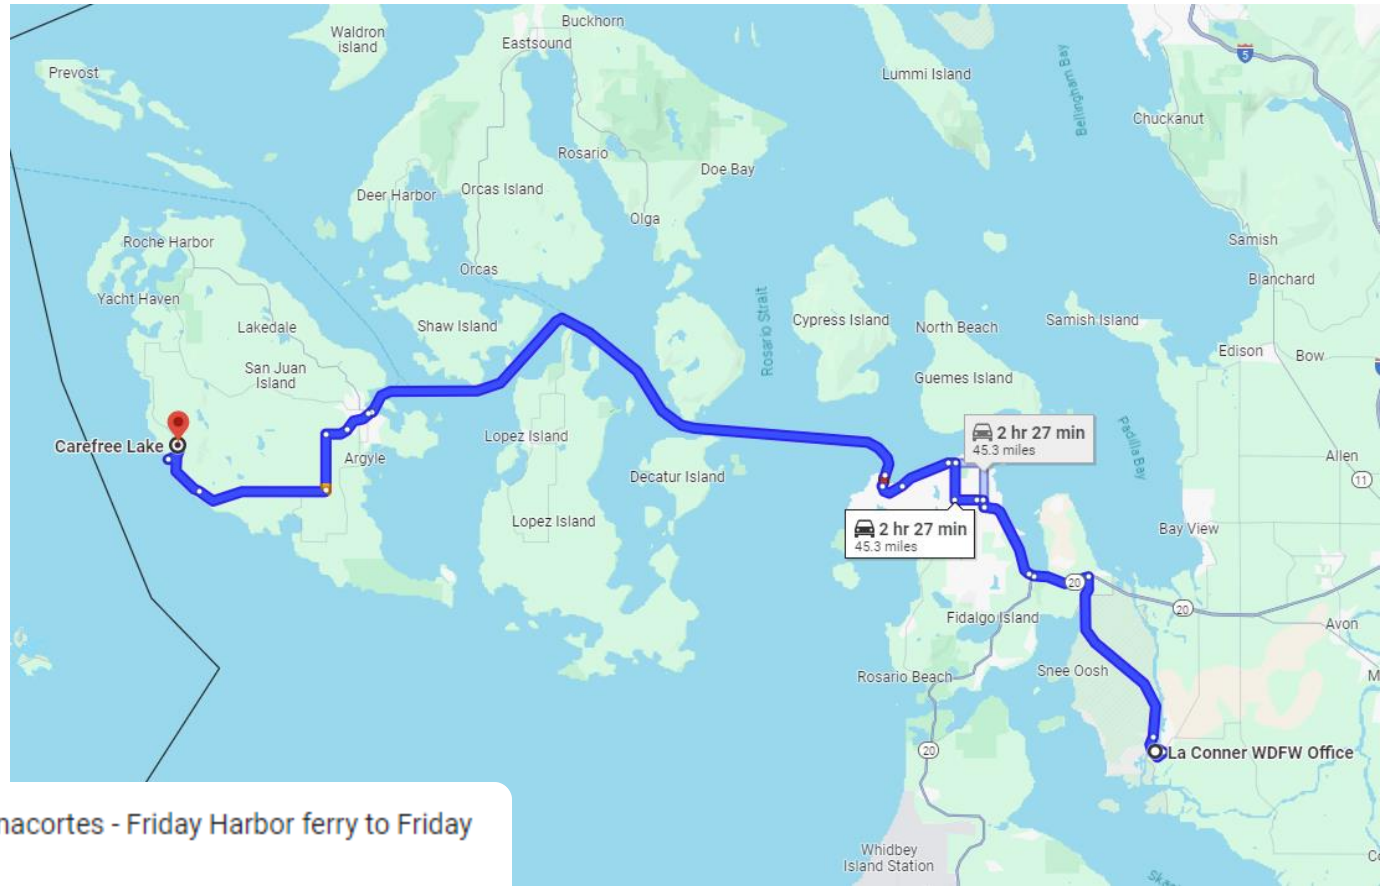 Waldron
island
Buckhorn
Eastsound
Prevost
Lummi Island
Bellingham Bay
5
Chuckanut
Rosario
Doe Bay
Deer Harbor
Orcas Island
Olga
Roche Harbor
Samish
Orcas
Blanchard
Yacht Haven
Rosario Strait
Lakedale
Shaw Island
Cypress Island
North Beach
Samish Island
Edison
Bow
San Juan
Island
Guemes Island
Carefree Lake
Lopez Island
2 hr 27 min
45.3 miles
Padilla Bay
Argyle
Decatur Island
Allen
11
Lopez Island
2 hr 27 min
45.3 miles
Bay View
20
20
Fidalgo Island
Avon
Rosario Beach
Snee Oosh
M
20
La Conner WDFW Office
nacortes - Friday Harbor ferry to Friday
Whidbey
Island Station
Ska
Co